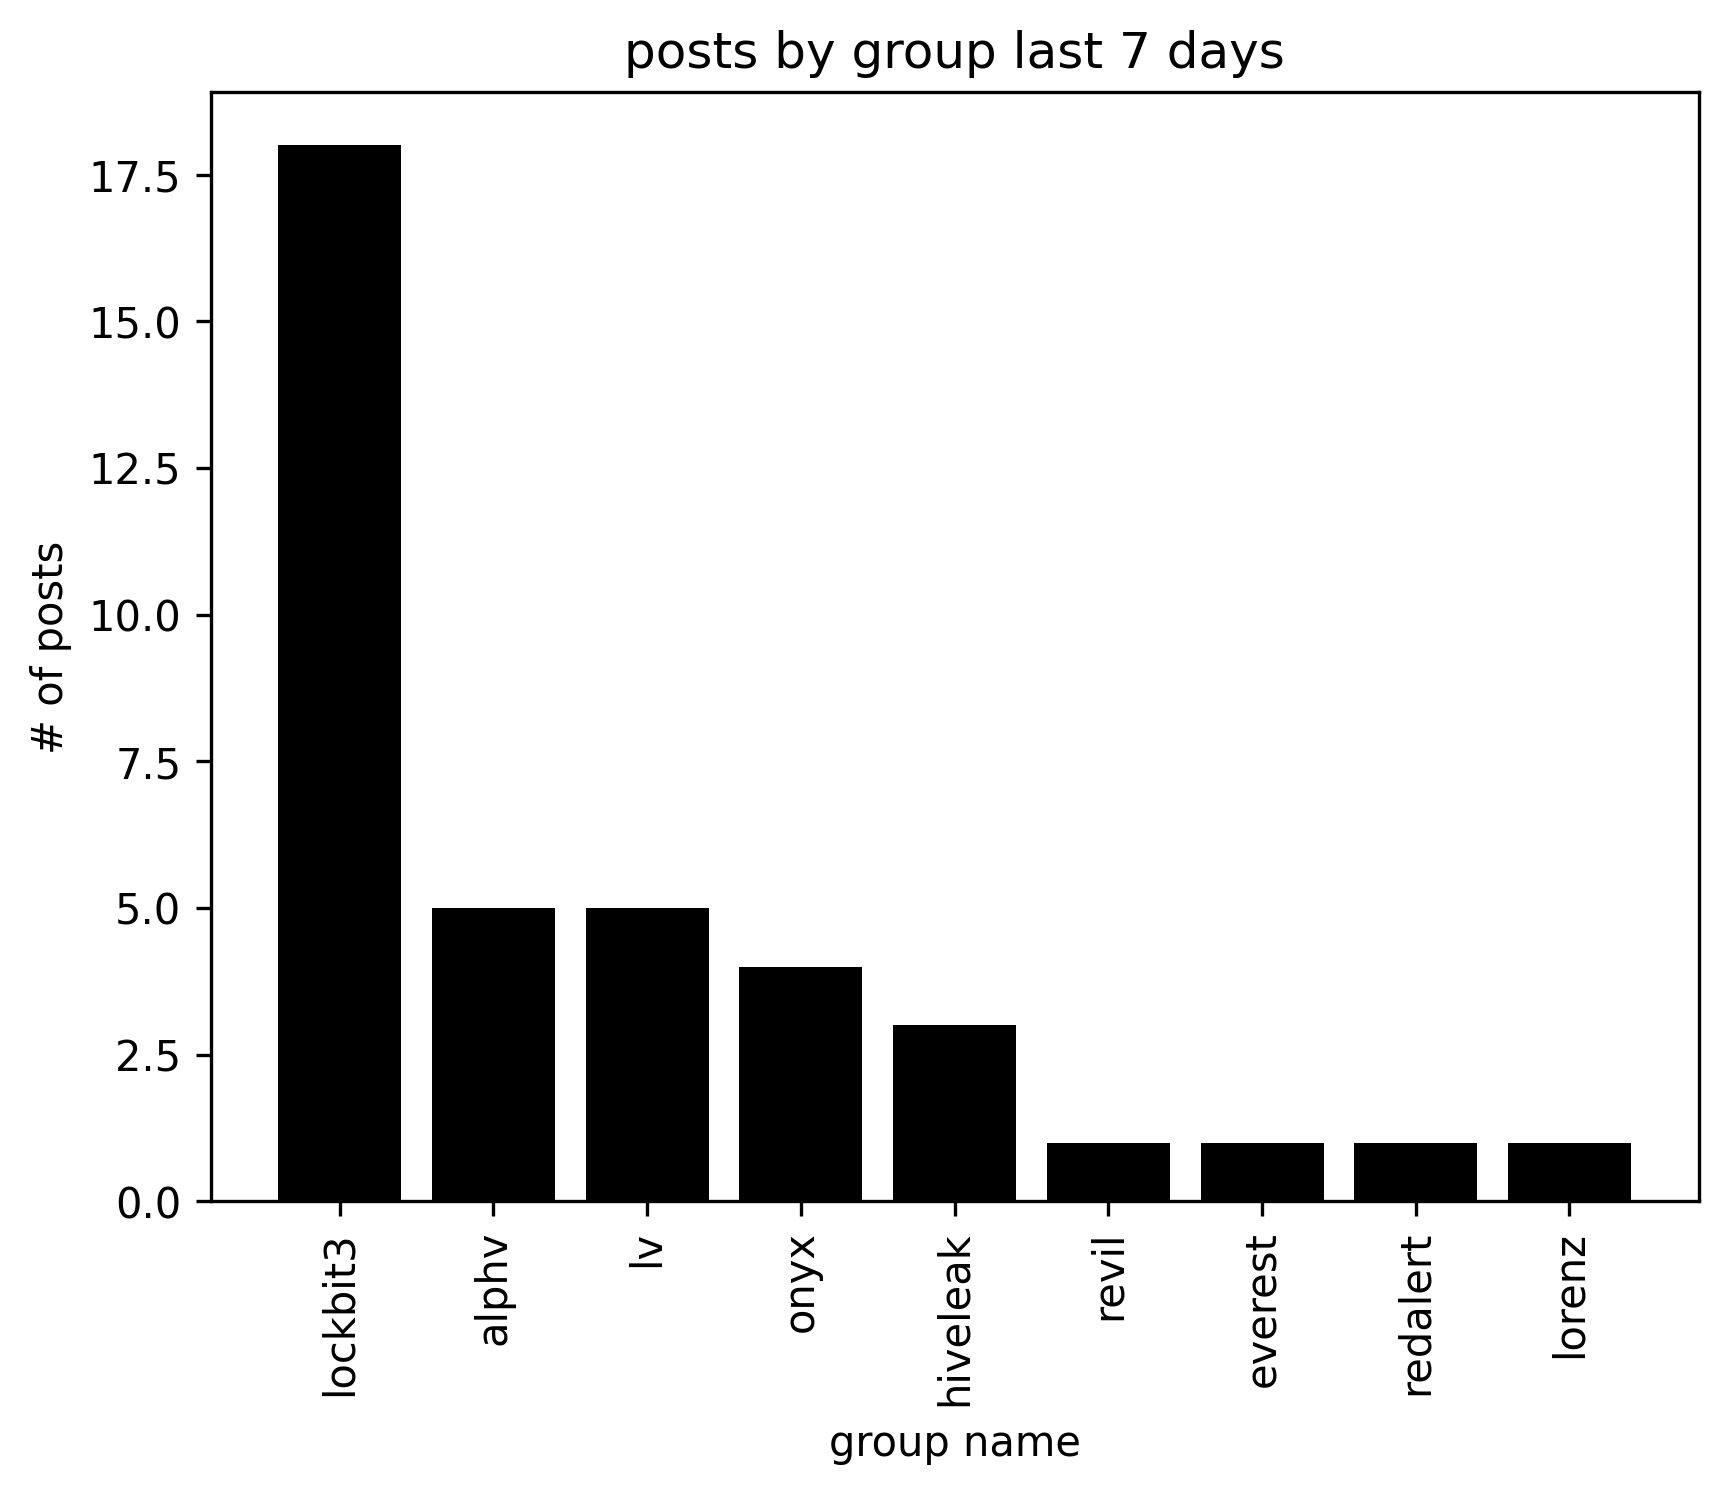 posts by group last 7 days
17.5
15.0
12.5
10.0
7.5
5.0
2.5
0.0
# of posts
lockbit3
alphv
lv
onyx
hiveleak
revil
everest
redalert
lorenz
group name